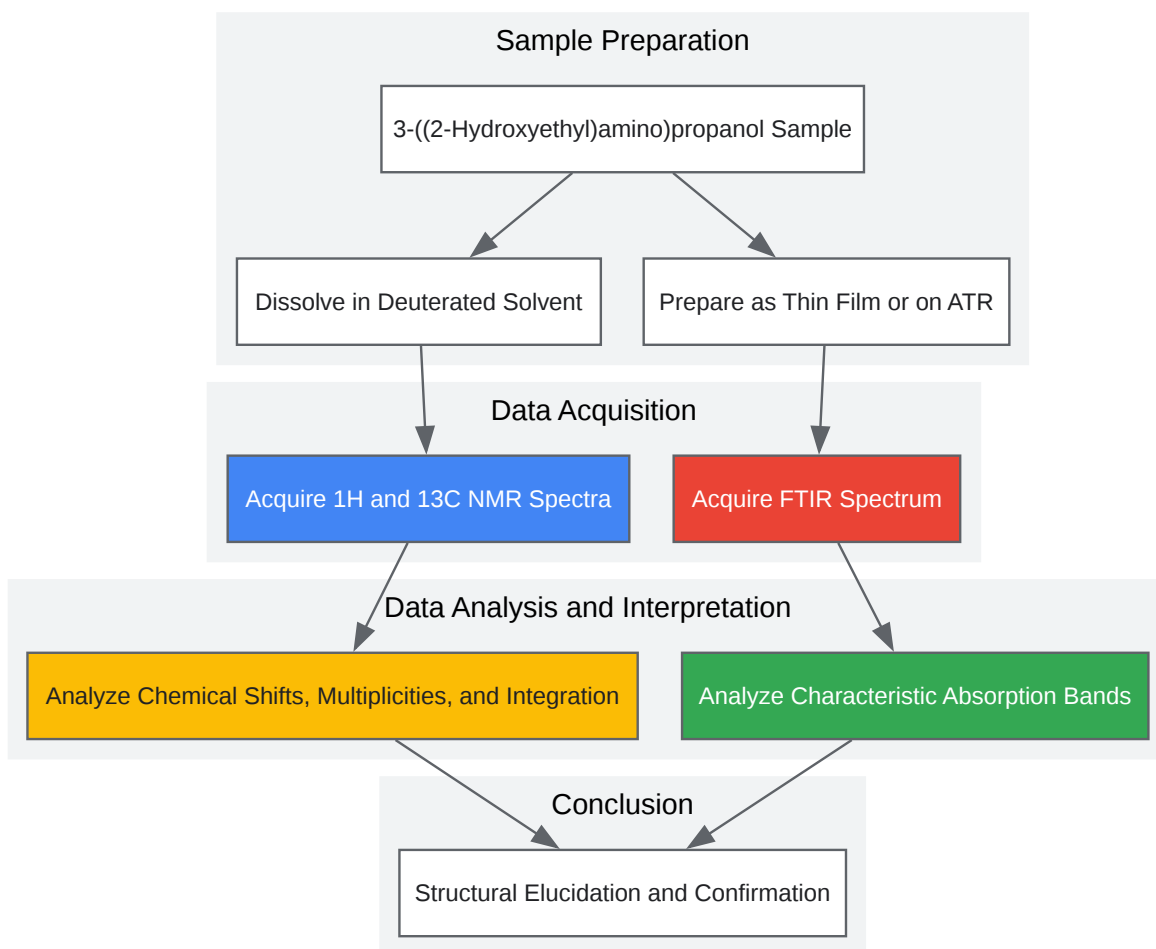 Sample Preparation
3-((2-Hydroxyethyl)amino)propanol Sample
Dissolve in Deuterated Solvent
Prepare as Thin Film or on ATR
Data Acquisition
Acquire 1H and 13C NMR Spectra
Acquire FTIR Spectrum
Data Analysis and Interpretation
Analyze Chemical Shifts, Multiplicities, and Integration
Analyze Characteristic Absorption Bands
Conclusion
Structural Elucidation and Confirmation